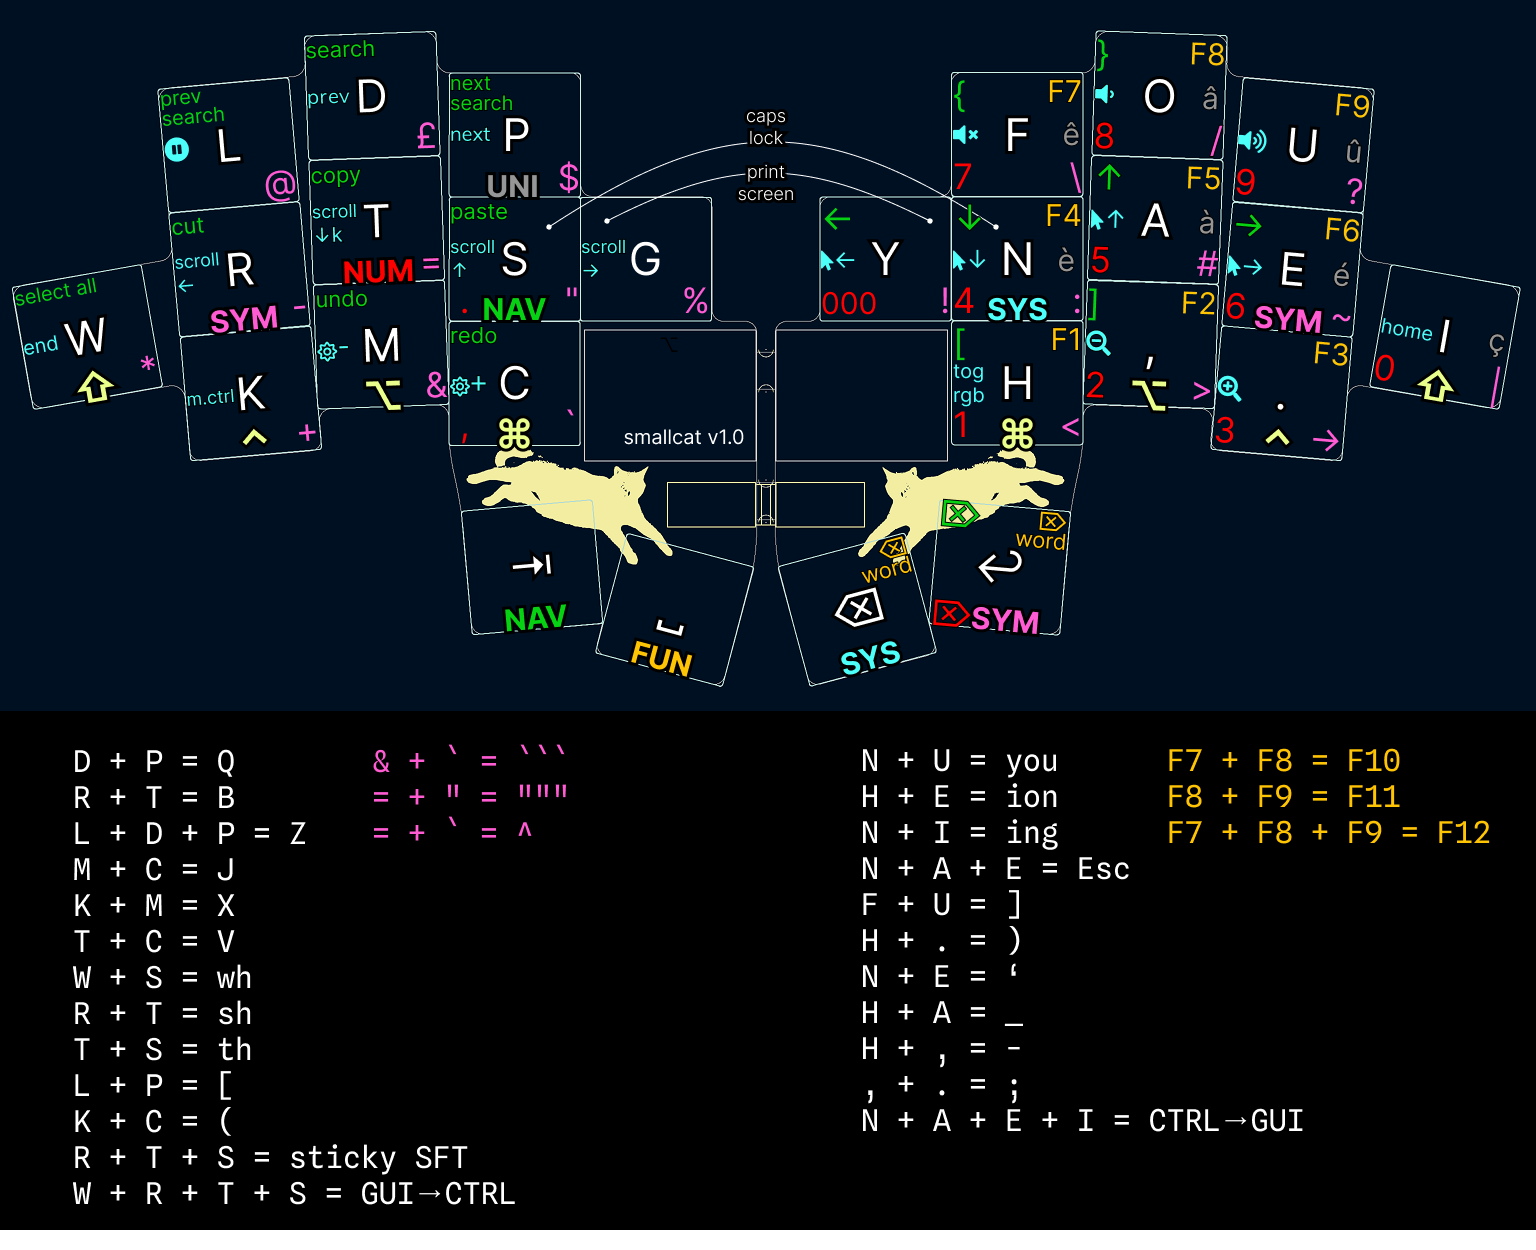 prev
search
L
@
search
prev D
£
next
search
next P
UNI $
caps
lock
print
screen
{ F7
F ê
7 \
} F8
O â
8 /
F9
U û
9 ?
cut
scroll R
←
SYM -
copy
scroll T
↓k
NUM =
paste
scroll S
↑
. NAV "
scroll G
→
%
←
← Y
000 !
↓ F4
↓ N è
4 SYS :
↑ F5
↑ A à
5 #
→ F6
→ E é
6 SYM ~
select all
end W
*
m.ctrl K
^ +
undo
- M
⌥ &
redo
+ C
, ⌘ `
⌥
smallcat v1.0
[ F1
tog
rgb H
1 ⌘ <
] F2
,
2 ⌥ >
F3
.
3 ^ →
home I ç
0 |
⇥
NAV
FUN
word
SYS
word
SYM
D + P = Q
R + T = B
L + D + P = Z
M + C = J
K + M = X
T + C = V
W + S = wh
R + T = sh
T + S = th
L + P = [
K + C = (
R + T + S = sticky SFT
W + R + T + S = GUI→CTRL
& + ` = ```
= + " = """
= + ` = ^
N + U = you
H + E = ion
N + I = ing
N + A + E = Esc
F + U = ]
H + . = )
N + E = ‘
H + A = _
H + , = -
, + . = ;
N + A + E + I = CTRL→GUI
F7 + F8 = F10
F8 + F9 = F11
F7 + F8 + F9 = F12